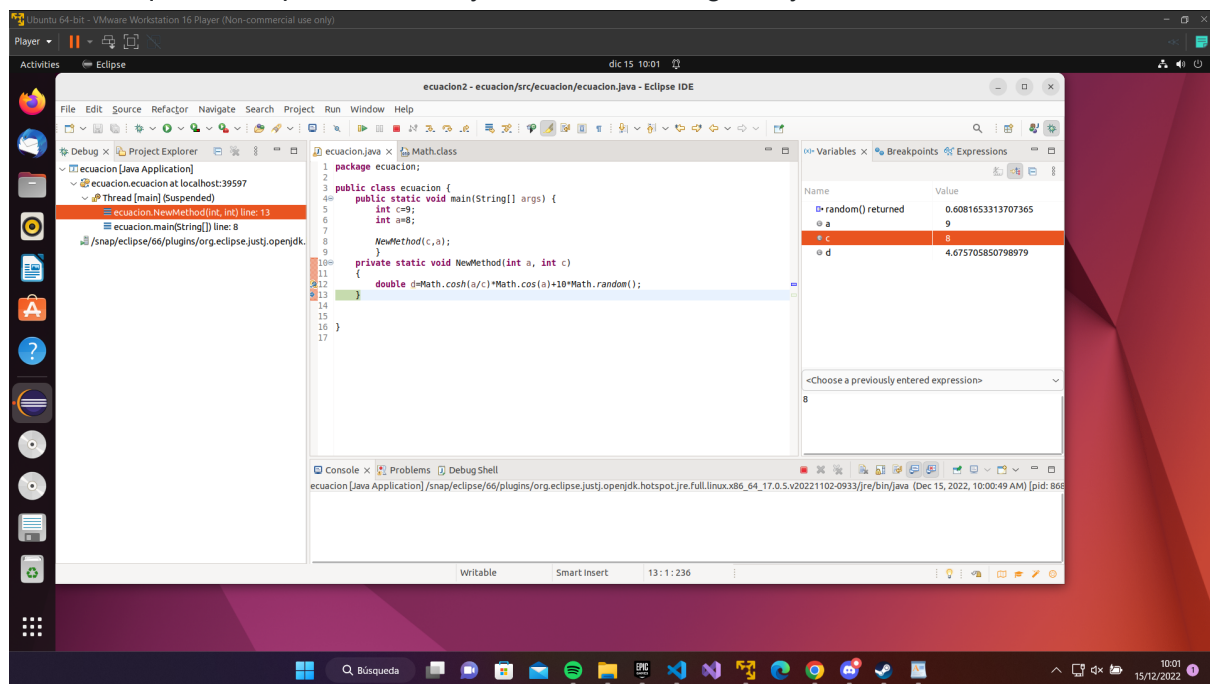 Ubuntu 64-bit - VMware Workstation 16 Player (Non-commercial use only)
Player
Activities Eclipse dic 15 10:01
ecuacion2 - ecuacion/src/ecuacion/ecuacion.java - Eclipse IDE
File Edit Source Refactor Navigate Search Project Run Window Help
Debug Project Explorer
ecuacion [Java Application]
ecuacion.ecuacion at localhost:39597
Thread [main] (Suspended)
ecuacion.NewMethod(int, int) line: 13
ecuacion.main(String[]) line: 8
/snap/eclipse/66/plugins/org.eclipse.justj.openjdk.
ecuacion.java Math.class
1 package ecuacion;
2
3 public class ecuacion {
4 public static void main(String[] args) {
5 int c=9;
6 int a=8;
7
8 NewMethod(c,a);
9 }
10 private static void NewMethod(int a, int c)
11 {
12 double d=Math.cosh(a/c)*Math.cos(a)+10*Math.random();
13 }
14
15
16 }
17
Variables Breakpoints Expressions
Name Value
random() returned 0.6081653313707365
a 9
c 8
d 4.675705850798979
<Choose a previously entered expression>
8
Console Problems Debug Shell
ecuacion [Java Application] /snap/eclipse/66/plugins/org.eclipse.justj.openjdk.hotspot.jre.full.linux.x86_64_17.0.5.v20221102-0933/jre/bin/java (Dec 15, 2022, 10:00:49 AM) [pid: 868
Writable Smart Insert 13 : 1 : 236
Búsqueda
10:01
15/12/2022
1